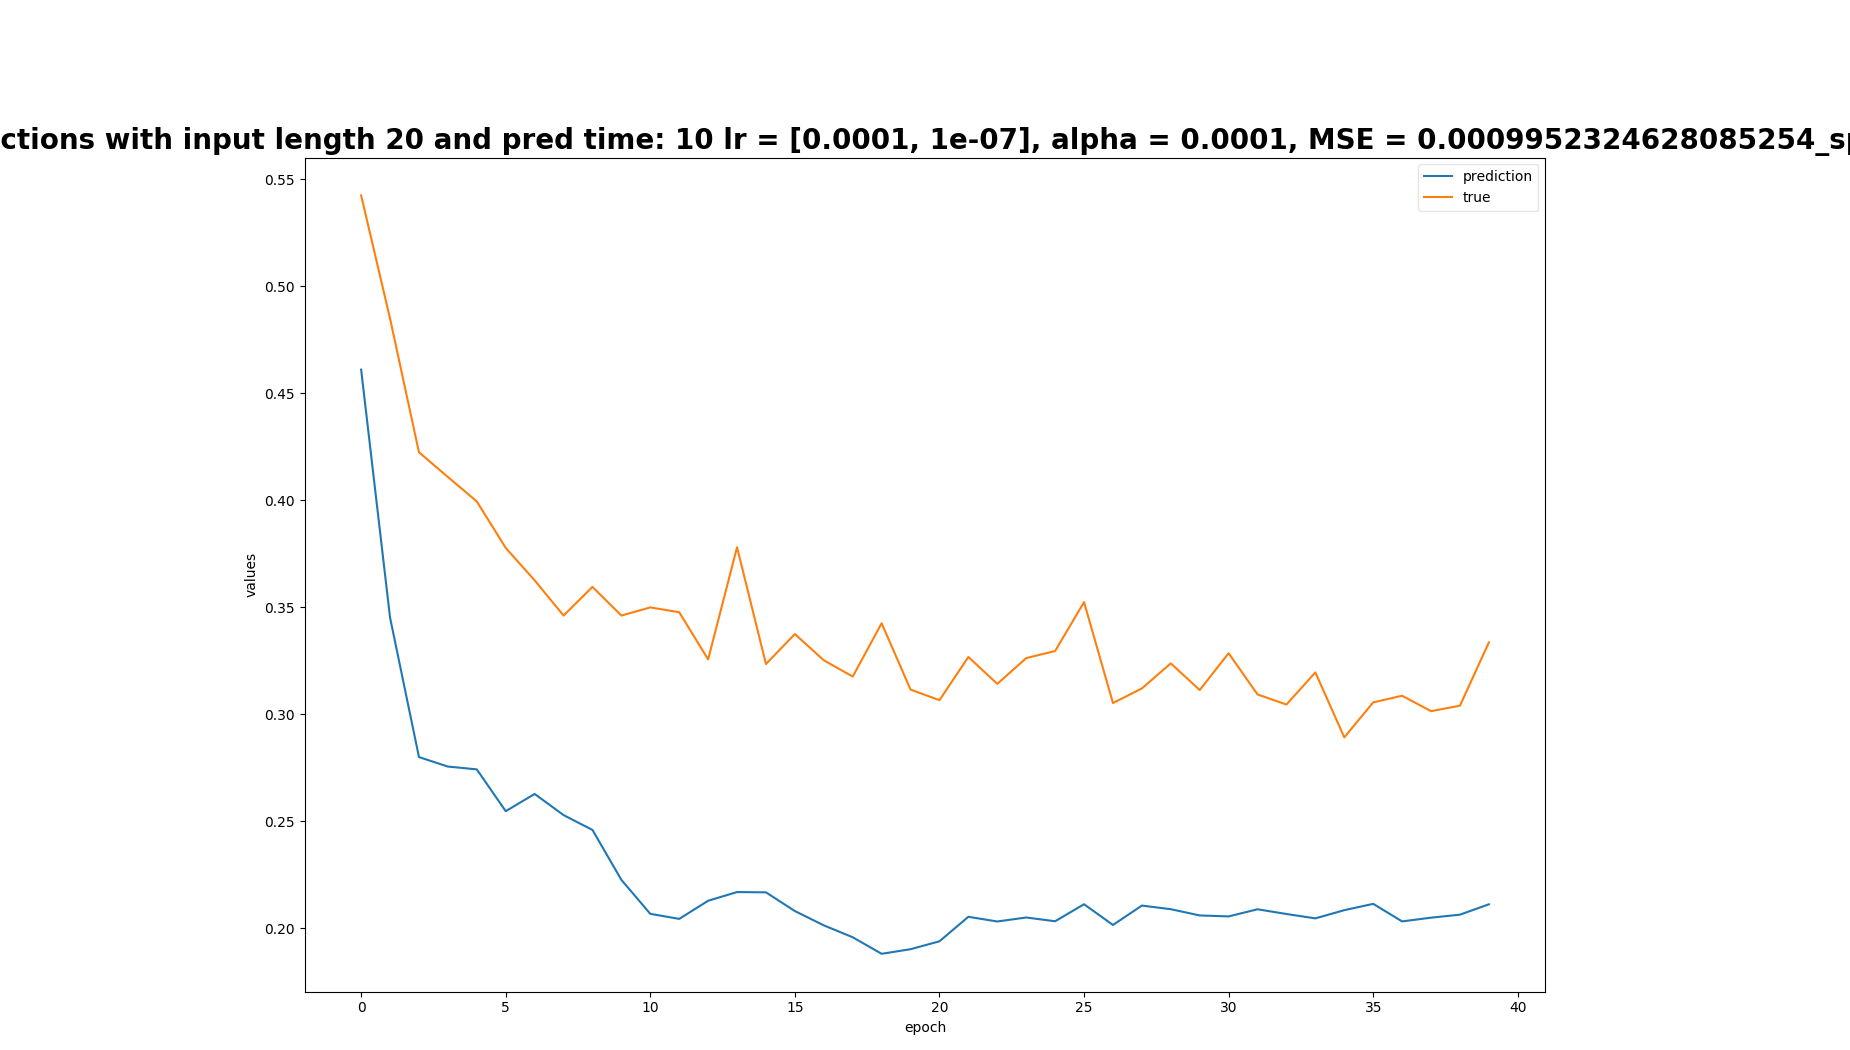 ctions with input length 20 and pred time: 10 lr = [0.0001, 1e-07], alpha = 0.0001, MSE = 0.0009952324628085254_sp
prediction
true
0.55
0.50
0.45
0.40
0.35
0.30
0.25
0.20
values
0 5 10 15 20 25 30 35 40
epoch